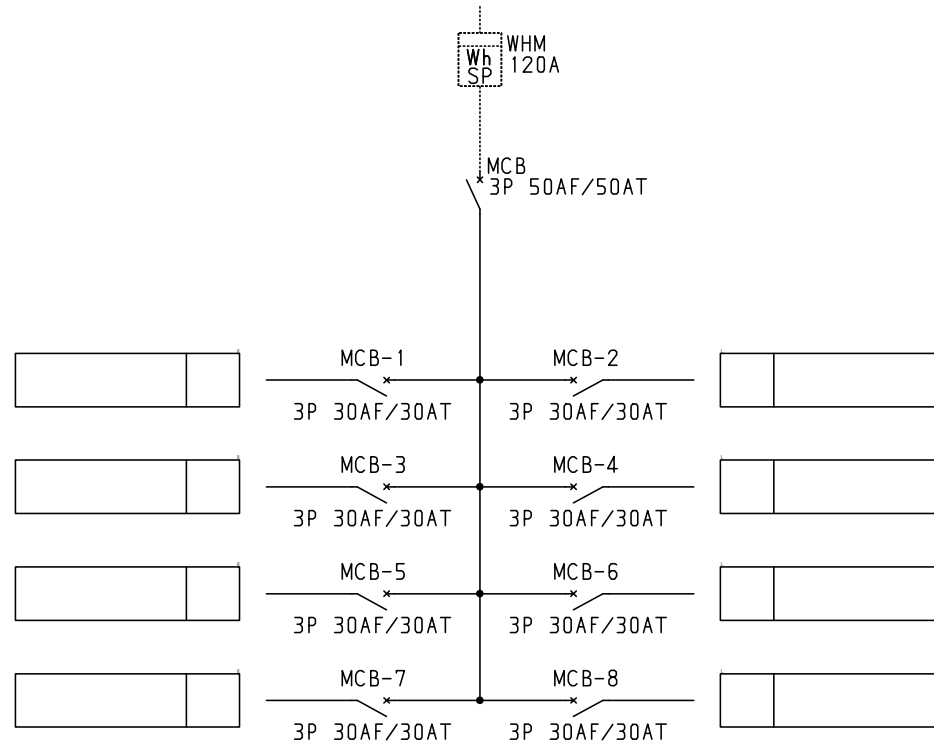 WHM
Wh
120A
SP
MCB
3P 50AF/50AT
MCB-1
MCB-2
3P 30AF/30AT
3P 30AF/30AT
MCB-3
MCB-4
3P 30AF/30AT
3P 30AF/30AT
MCB-5
MCB-6
3P 30AF/30AT
3P 30AF/30AT
MCB-7
MCB-8
3P 30AF/30AT
3P 30AF/30AT